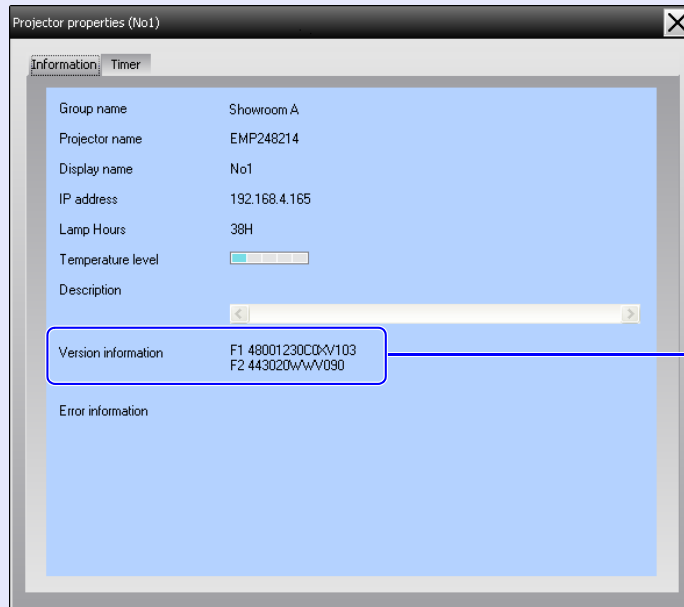 Projector properties (No1)
Information Timer
Group name Showroom A
Projector name EMP248214
Display name No1
IP address 192.168.4.165
Lamp Hours 38H
Temperature level
Description
Version information F1 48001230C0XV103
F2 443020WWV090
Error information